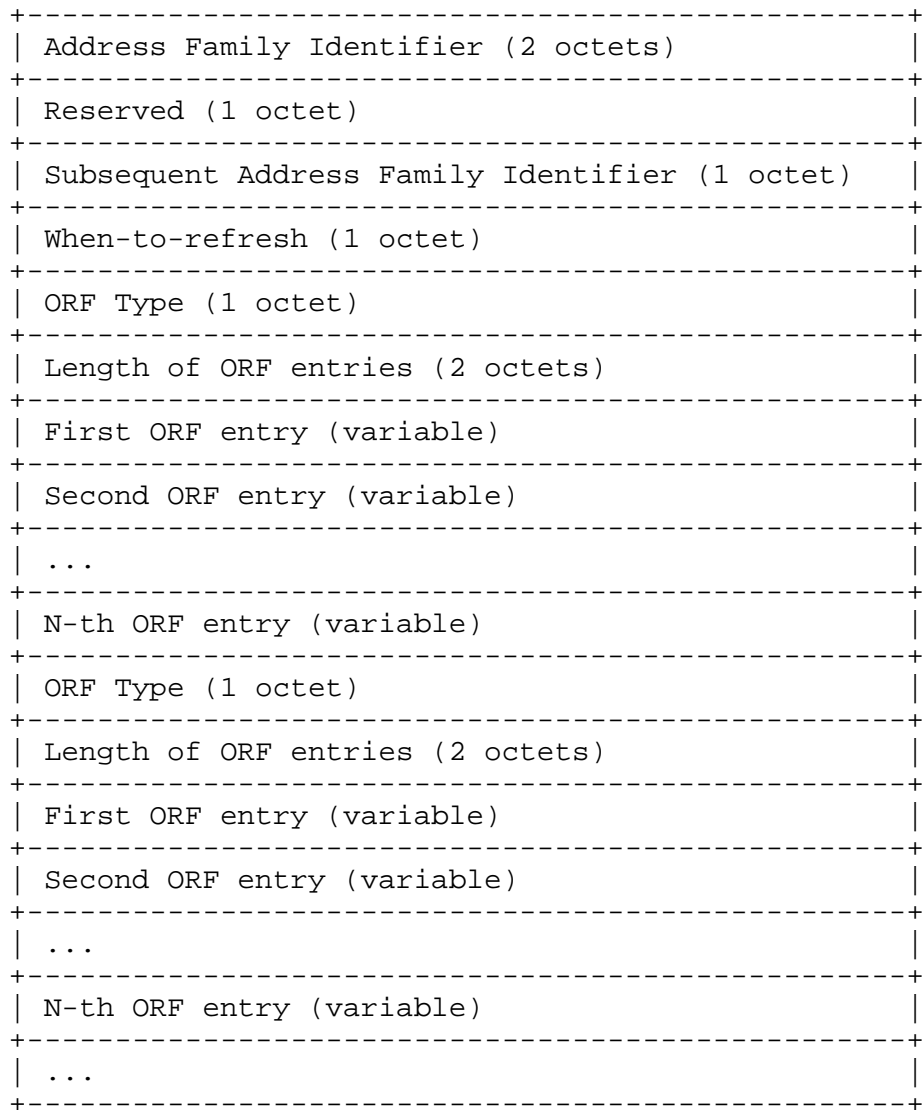 +--------------------------------------------------+
| Address Family Identifier (2 octets)             |
+--------------------------------------------------+
| Reserved (1 octet)                               |
+--------------------------------------------------+
| Subsequent Address Family Identifier (1 octet)   |
+--------------------------------------------------+
| When-to-refresh (1 octet)                        |
+--------------------------------------------------+
| ORF Type (1 octet)                               |
+--------------------------------------------------+
| Length of ORF entries (2 octets)                 |
+--------------------------------------------------+
| First ORF entry (variable)                       |
+--------------------------------------------------+
| Second ORF entry (variable)                      |
+--------------------------------------------------+
| ...                                              |
+--------------------------------------------------+
| N-th ORF entry (variable)                        |
+--------------------------------------------------+
| ORF Type (1 octet)                               |
+--------------------------------------------------+
| Length of ORF entries (2 octets)                 |
+--------------------------------------------------+
| First ORF entry (variable)                       |
+--------------------------------------------------+
| Second ORF entry (variable)                      |
+--------------------------------------------------+
| ...                                              |
+--------------------------------------------------+
| N-th ORF entry (variable)                        |
+--------------------------------------------------+
| ...                                              |
+--------------------------------------------------+